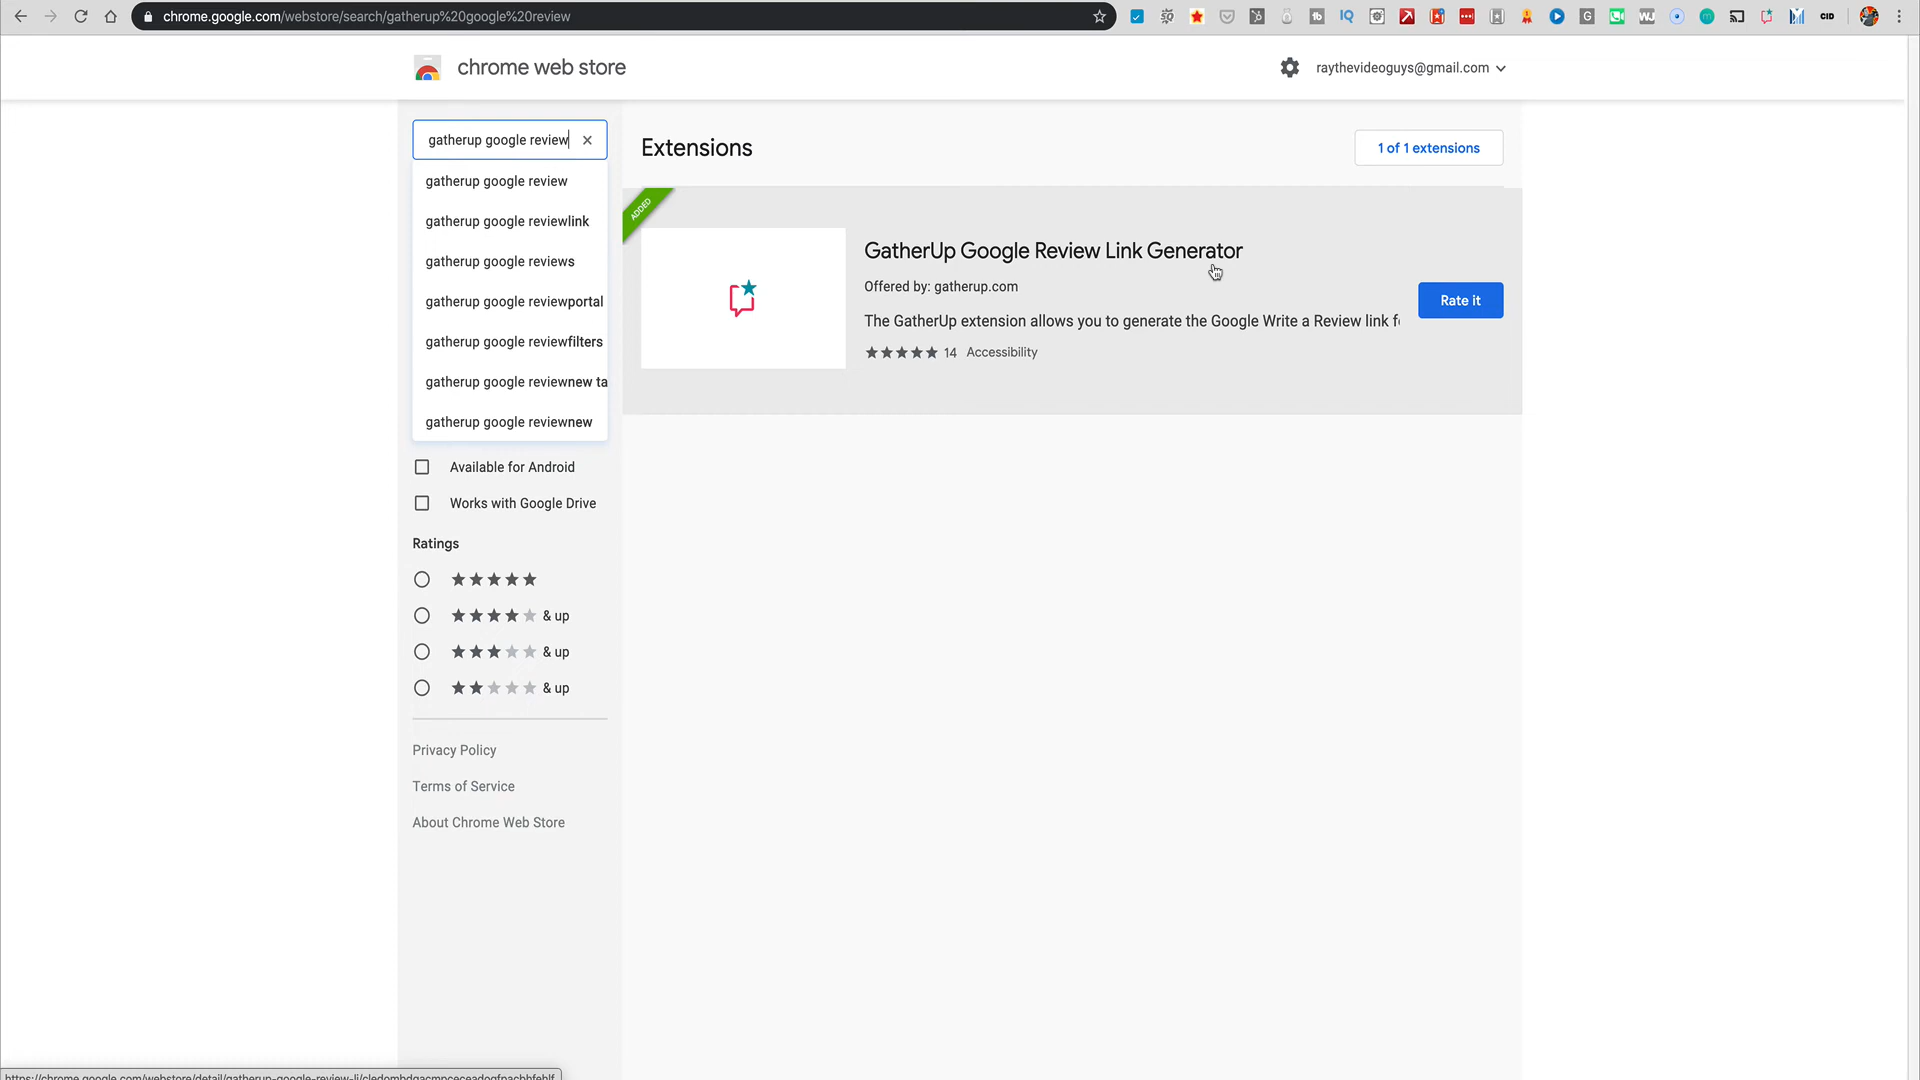 chrome.google.com/webstore/search/gatherup%20google%20review
chrome web store
raythevideoguys@gmail.com
gatherup google review
gatherup google review
gatherup google reviewlink
gatherup google reviews
gatherup google reviewportal
gatherup google reviewfilters
gatherup google reviewnew ta
gatherup google reviewnew
Available for Android
Works with Google Drive
Ratings
& up
& up
& up
Privacy Policy
Terms of Service
About Chrome Web Store
Extensions
1 of 1 extensions
ADDED
GatherUp Google Review Link Generator
Offered by: gatherup.com
The GatherUp extension allows you to generate the Google Write a Review link f
14 Accessibility
Rate it
IQ
G
WJ
CID